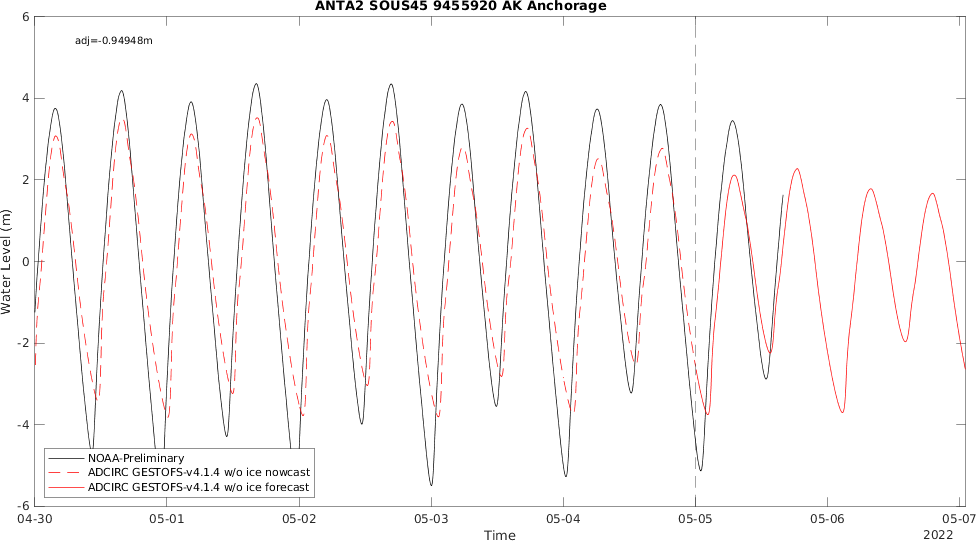 ANTA2 SOUS45 9455920 AK Anchorage
adj=-0.94948m
6
4
2
0
-2
-4
-6
Water Level (m)
NOAA-Preliminary
ADCIRC GESTOFS-v4.1.4 w/o ice nowcast
ADCIRC GESTOFS-v4.1.4 w/o ice forecast
04-30 05-01 05-02 05-03 05-04 05-05 05-06 05-07
Time
2022